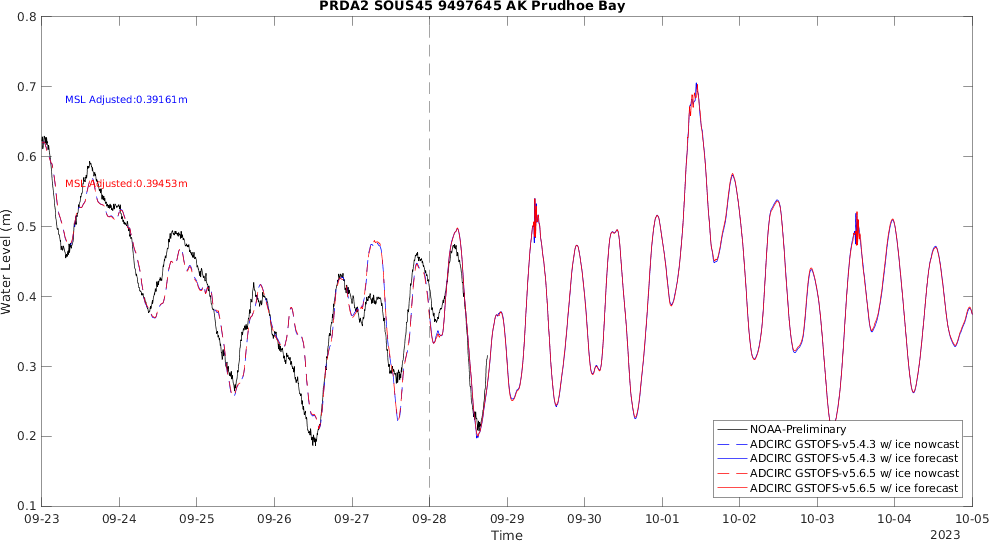 PRDA2 SOUS45 9497645 AK Prudhoe Bay
0.8
0.7
0.6
0.5
0.4
0.3
0.2
0.1
Water Level (m)
MSL Adjusted:0.39161m
MSL Adjusted:0.39453m
NOAA-Preliminary
ADCIRC GSTOFS-v5.4.3 w/ ice nowcast
ADCIRC GSTOFS-v5.4.3 w/ ice forecast
ADCIRC GSTOFS-v5.6.5 w/ ice nowcast
ADCIRC GSTOFS-v5.6.5 w/ ice forecast
09-23 09-24 09-25 09-26 09-27 09-28 09-29 09-30 10-01 10-02 10-03 10-04 10-05
Time
2023